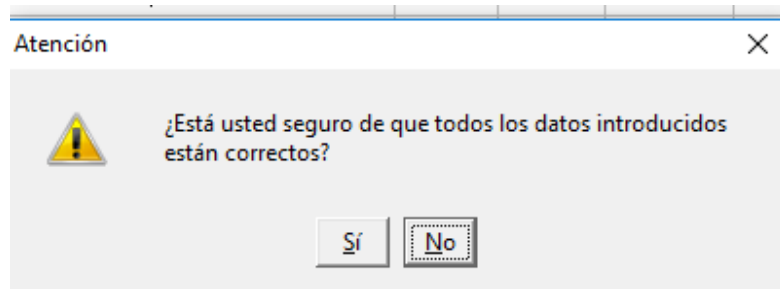 Atención
¿Está usted seguro de que todos los datos introducidos
están correctos?
Sí No